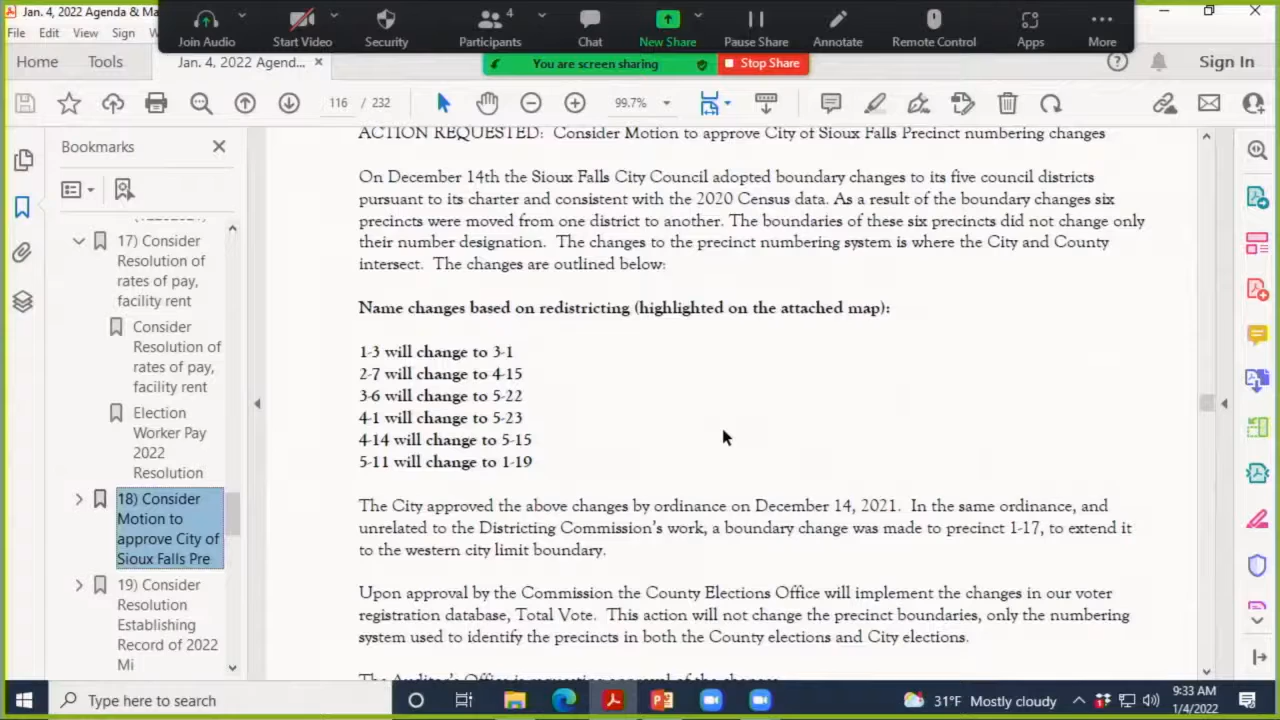 Jan. 4, 2022 Agenda & Ma
File Edit View Sign W
Join Audio
Start Video
Security
4
Participants
Chat
New Share
Pause Share
Annotate
Remote Control
Apps
More
You are screen sharing
Stop Share
Home
Tools
Jan. 4, 2022 Agend... ×
Sign In
116 / 232
99.7%
Bookmarks
17) Consider
Resolution of
rates of pay,
facility rent
Consider
Resolution of
rates of pay,
facility rent
Election
Worker Pay
2022
Resolution
18) Consider
Motion to
approve City of
Sioux Falls Pre
19) Consider
Resolution
Establishing
Record of 2022
Mi
ACTION REQUESTED: Consider Motion to approve City of Sioux Falls Precinct numbering changes
On December 14th the Sioux Falls City Council adopted boundary changes to its five council districts
pursuant to its charter and consistent with the 2020 Census data. As a result of the boundary changes six
precincts were moved from one district to another. The boundaries of these six precincts did not change only
their number designation. The changes to the precinct numbering system is where the City and County
intersect. The changes are outlined below:
Name changes based on redistricting (highlighted on the attached map):
1-3 will change to 3-1
2-7 will change to 4-15
3-6 will change to 5-22
4-1 will change to 5-23
4-14 will change to 5-15
5-11 will change to 1-19
The City approved the above changes by ordinance on December 14, 2021. In the same ordinance, and
unrelated to the Districting Commission's work, a boundary change was made to precinct 1-17, to extend it
to the western city limit boundary.
Upon approval by the Commission the County Elections Office will implement the changes in our voter
registration database, Total Vote. This action will not change the precinct boundaries, only the numbering
system used to identify the precincts in both the County elections and City elections.
The Auditor's Office is requesting approval of the changes
Type here to search
31°F Mostly cloudy
9:33 AM
1/4/2022